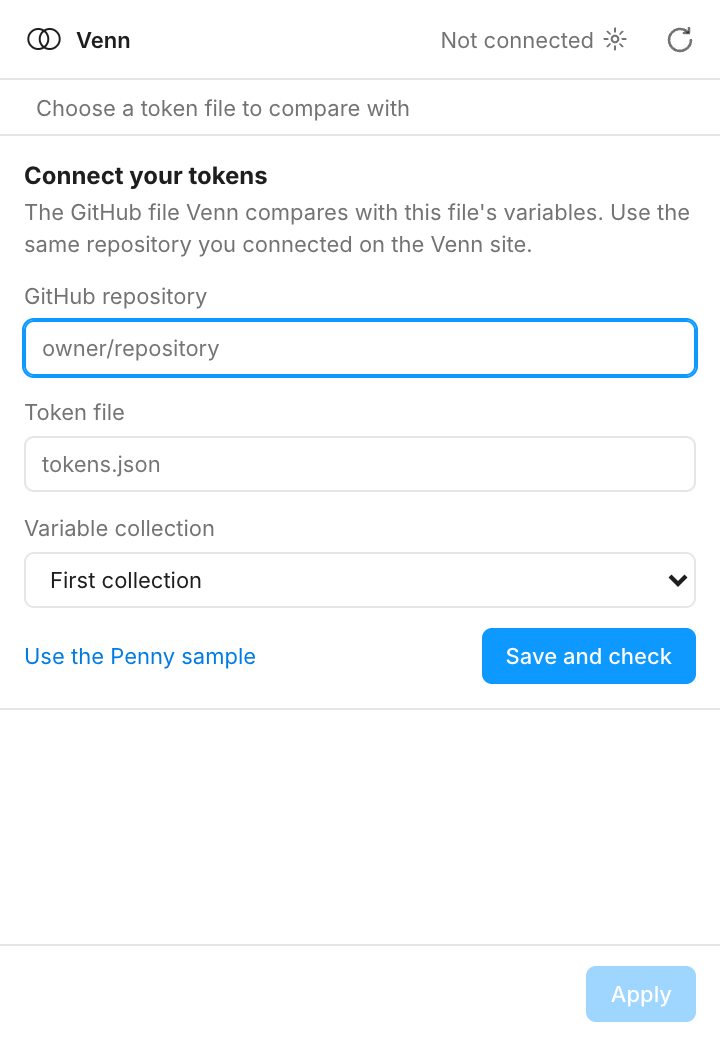 Venn
Not connected
Choose a token file to compare with
Connect your tokens
The GitHub file Venn compares with this file's variables. Use the
same repository you connected on the Venn site.
GitHub repository
owner/repository
Token file
tokens.json
Variable collection
First collection
Use the Penny sample
Save and check
Apply